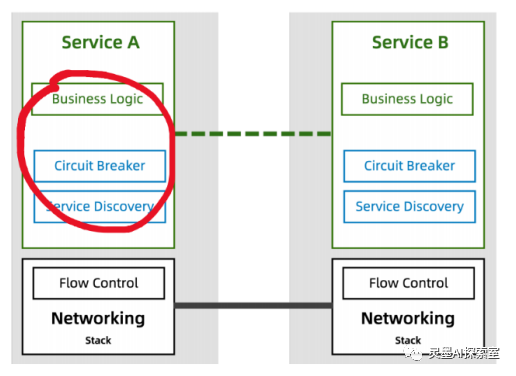 Service A
Business Logic
Circuit Breaker
Service Discovery
Flow Control
Networking
Stack
Service B
Business Logic
Circuit Breaker
Service Discovery
Flow Control
Networking
Stack
灵墨AI探索室